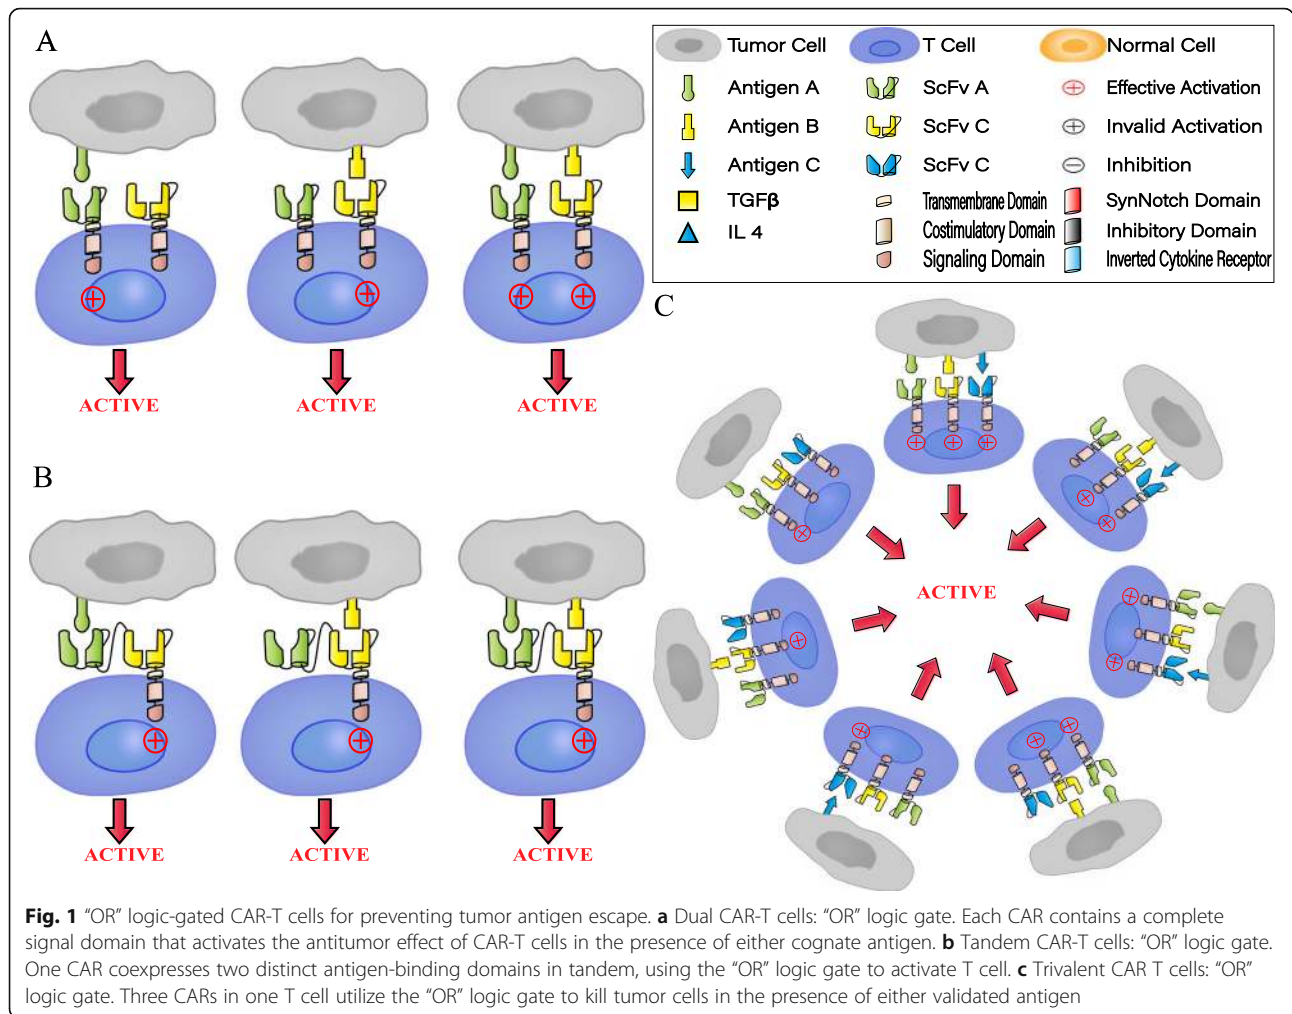 A
Tumor Cell T Cell Normal Cell
Antigen A ScFv A Effective Activation
Antigen B ScFv C Invalid Activation
Antigen C ScFv C Inhibition
TGFβ Transmembrane Domain SynNotch Domain
IL 4 Costimulatory Domain Inhibitory Domain
Signaling Domain Inverted Cytokine Receptor
ACTIVE ACTIVE ACTIVE
B
ACTIVE ACTIVE ACTIVE
C
ACTIVE
Fig. 1 “OR” logic-gated CAR-T cells for preventing tumor antigen escape. a Dual CAR-T cells: “OR” logic gate. Each CAR contains a complete
signal domain that activates the antitumor effect of CAR-T cells in the presence of either cognate antigen. b Tandem CAR-T cells: “OR” logic gate.
One CAR coexpresses two distinct antigen-binding domains in tandem, using the “OR” logic gate to activate T cell. c Trivalent CAR T cells: “OR”
logic gate. Three CARs in one T cell utilize the “OR” logic gate to kill tumor cells in the presence of either validated antigen